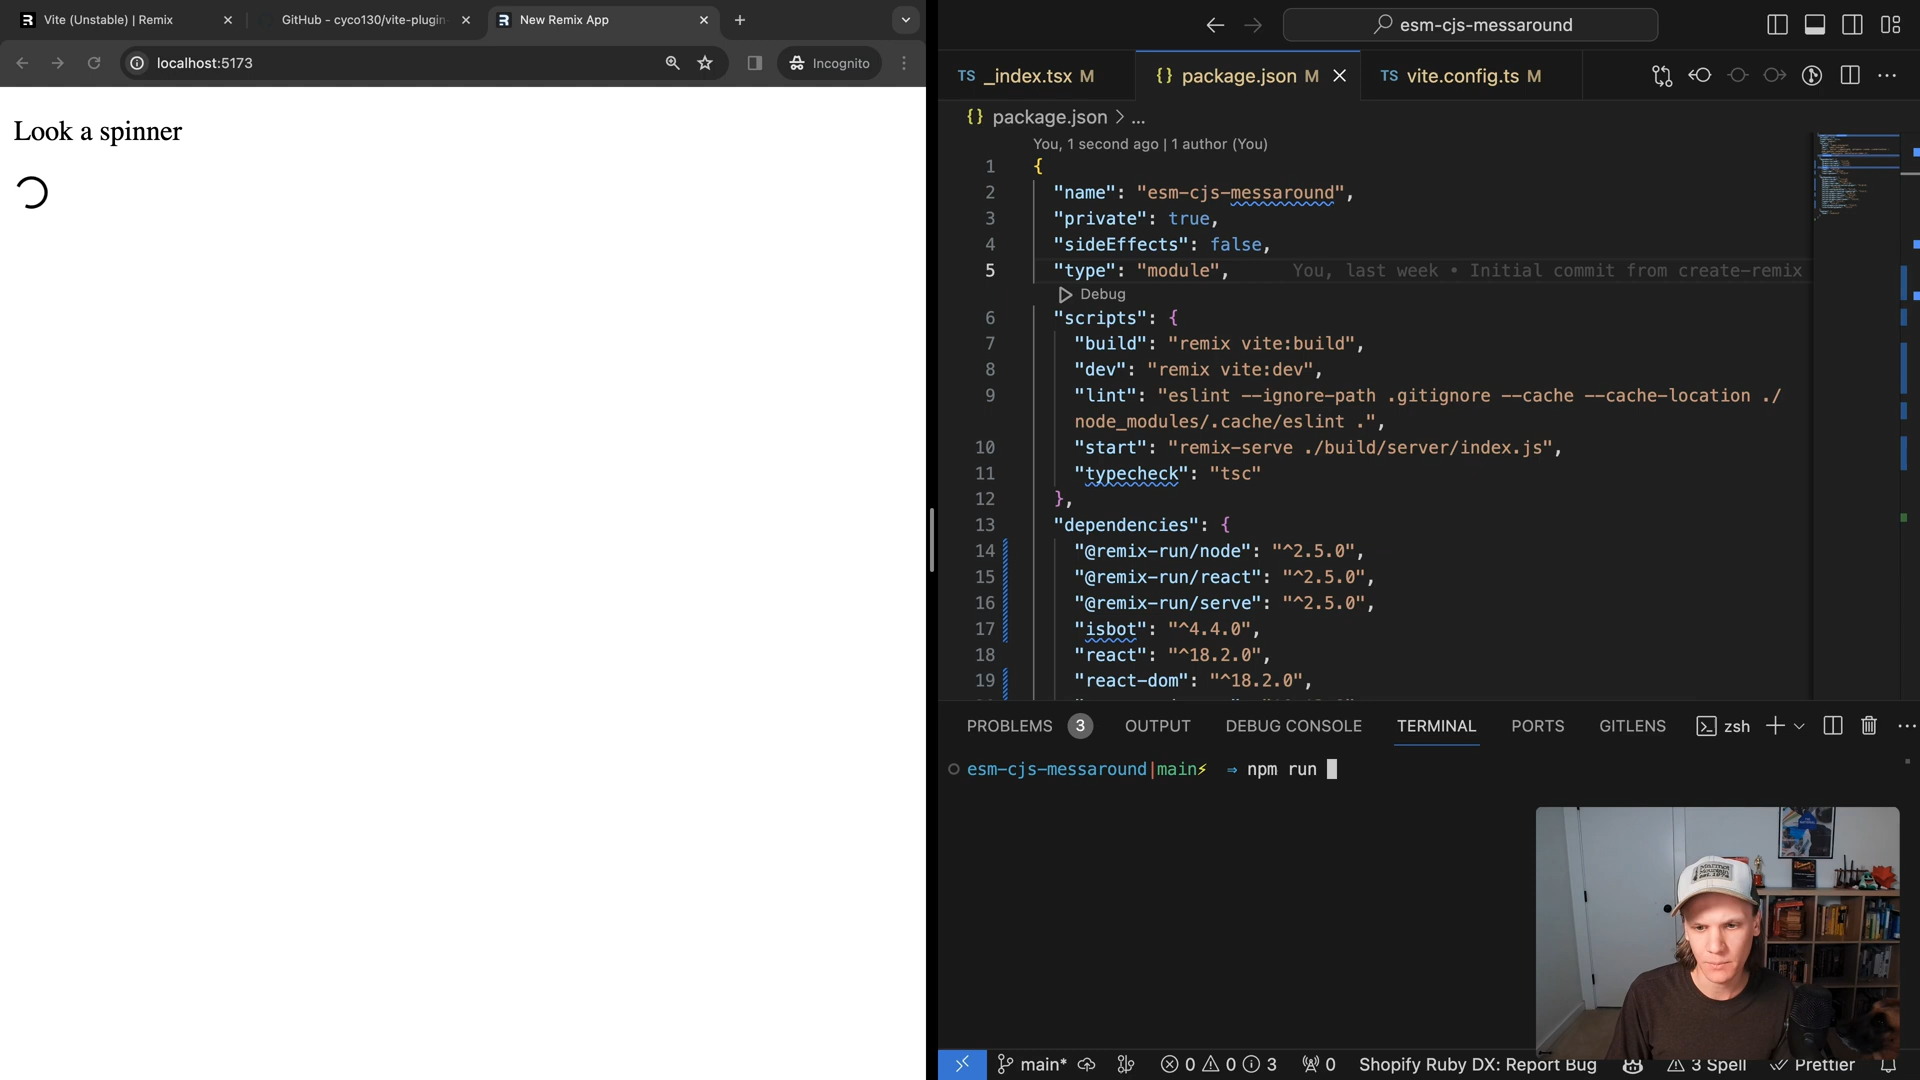 Vite (Unstable) | Remix
GitHub - cyco130/vite-plugin-
New Remix App
localhost:5173
Incognito
Look a spinner
esm-cjs-messaround
TS _index.tsx M
{} package.json M
TS vite.config.ts M
{} package.json > ...
You, 1 second ago | 1 author (You)
1 {
2 "name": "esm-cjs-messaround",
3 "private": true,
4 "sideEffects": false,
5 "type": "module", You, last week • Initial commit from create-remix
Debug
6 "scripts": {
7 "build": "remix vite:build",
8 "dev": "remix vite:dev",
9 "lint": "eslint --ignore-path .gitignore --cache --cache-location ./
node_modules/.cache/eslint .",
10 "start": "remix-serve ./build/server/index.js",
11 "typecheck": "tsc"
12 },
13 "dependencies": {
14 "@remix-run/node": "^2.5.0",
15 "@remix-run/react": "^2.5.0",
16 "@remix-run/serve": "^2.5.0",
17 "isbot": "^4.4.0",
18 "react": "^18.2.0",
19 "react-dom": "^18.2.0",
PROBLEMS 3 OUTPUT DEBUG CONSOLE TERMINAL PORTS GITLENS zsh
esm-cjs-messaround|main⚡ ⇒ npm run
main* 0 0 3 0 Shopify Ruby DX: Report Bug 3 Spell Prettier